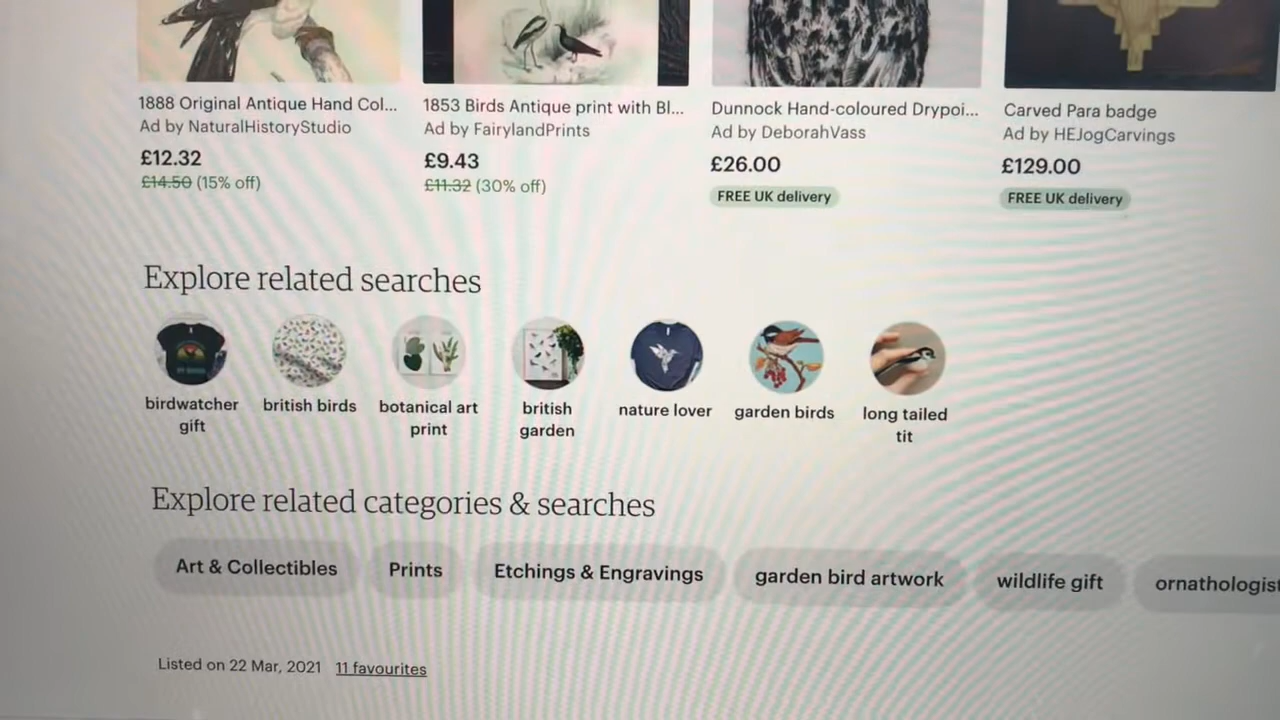 1888 Original Antique Hand Col...
1853 Birds Antique print with Bl...
Dunnock Hand-coloured Drypoi...
Carved Para badge
Ad by NaturalHistoryStudio
Ad by FairylandPrints
Ad by DeborahVass
Ad by HEJogCarvings
£12.32
£9.43
£26.00
£129.00
£14.50 (15% off)
£11.32 (30% off)
FREE UK delivery
FREE UK delivery
Explore related searches
birdwatcher
gift
british birds
botanical art
print
british
garden
nature lover
garden birds
long tailed
tit
Explore related categories & searches
Art & Collectibles
Prints
Etchings & Engravings
garden bird artwork
wildlife gift
ornathologist
Listed on 22 Mar, 2021
11 favourites